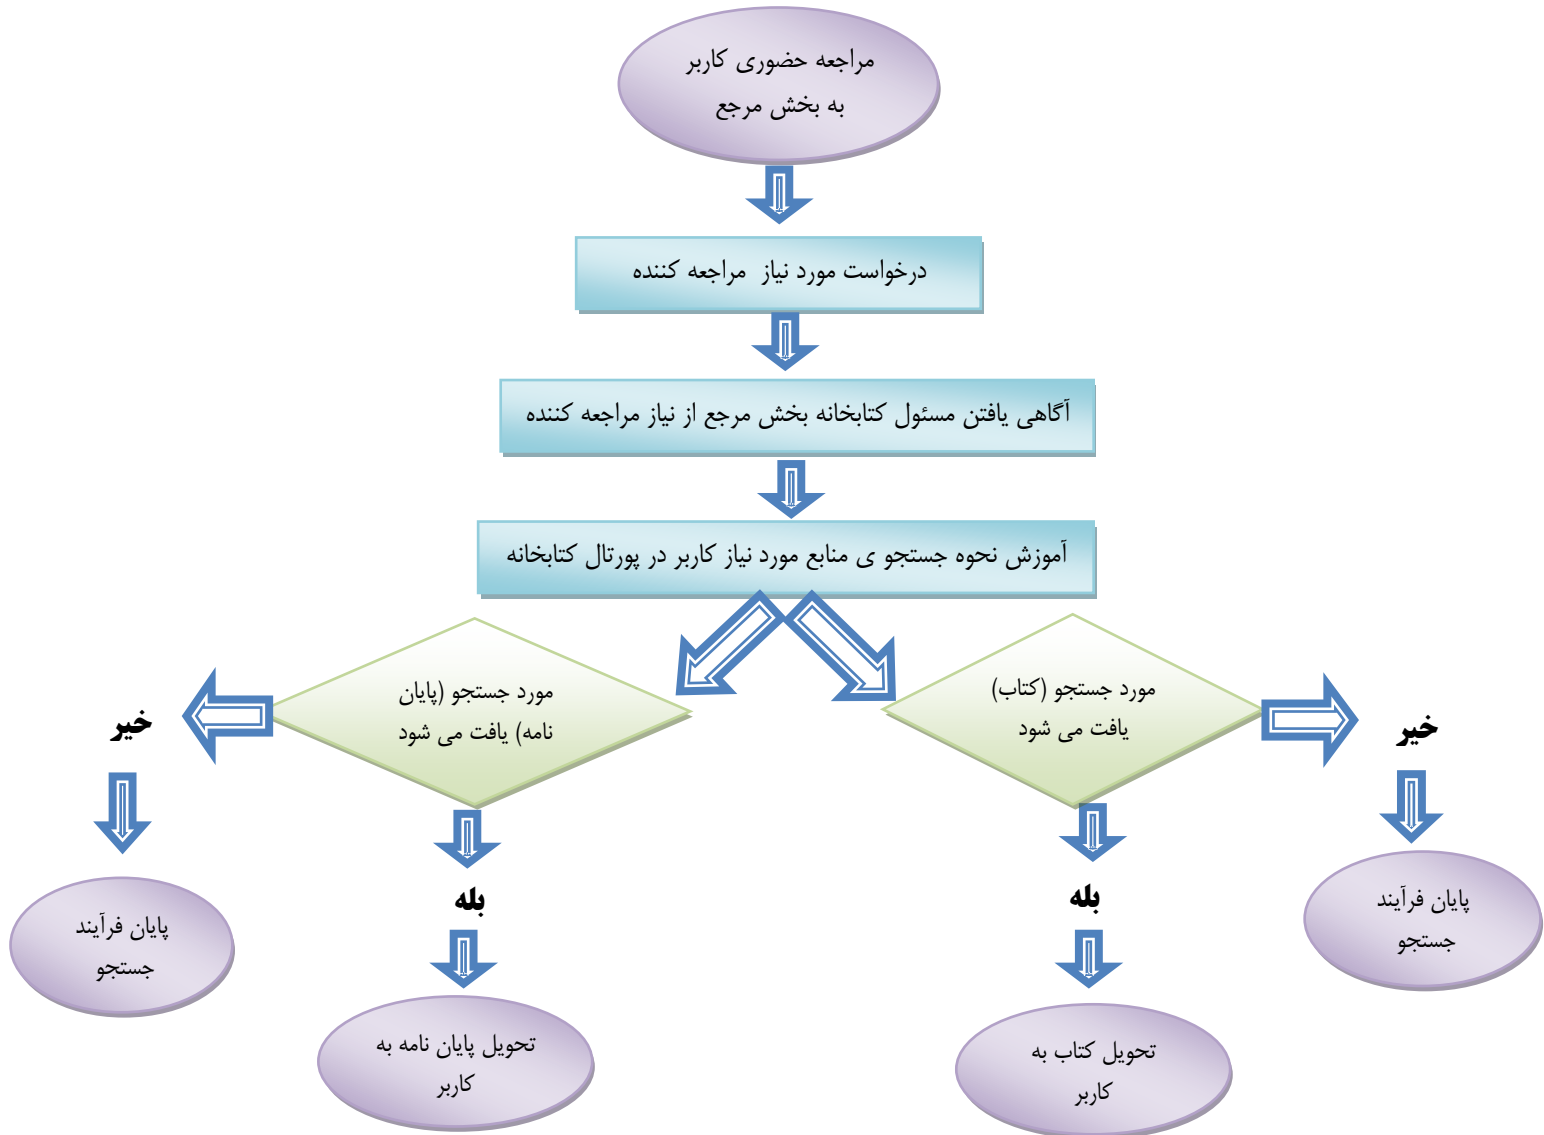 مراجعه حضوری کاربر
به بخش مرجع
درخواست مورد نیاز مراجعه کننده
آگاهی یافتن مسئول کتابخانه بخش مرجع از نیاز مراجعه کننده
آموزش نحوه جستجو ی منابع مورد نیاز کاربر در پورتال کتابخانه
مورد جستجو (کتاب)
یافت می شود
مورد جستجو (پایان
نامه) یافت می شود
خیر
خیر
بله
بله
پایان فرآیند
جستجو
پایان فرآیند
جستجو
تحویل کتاب به
کاربر
تحویل پایان نامه به
کاربر